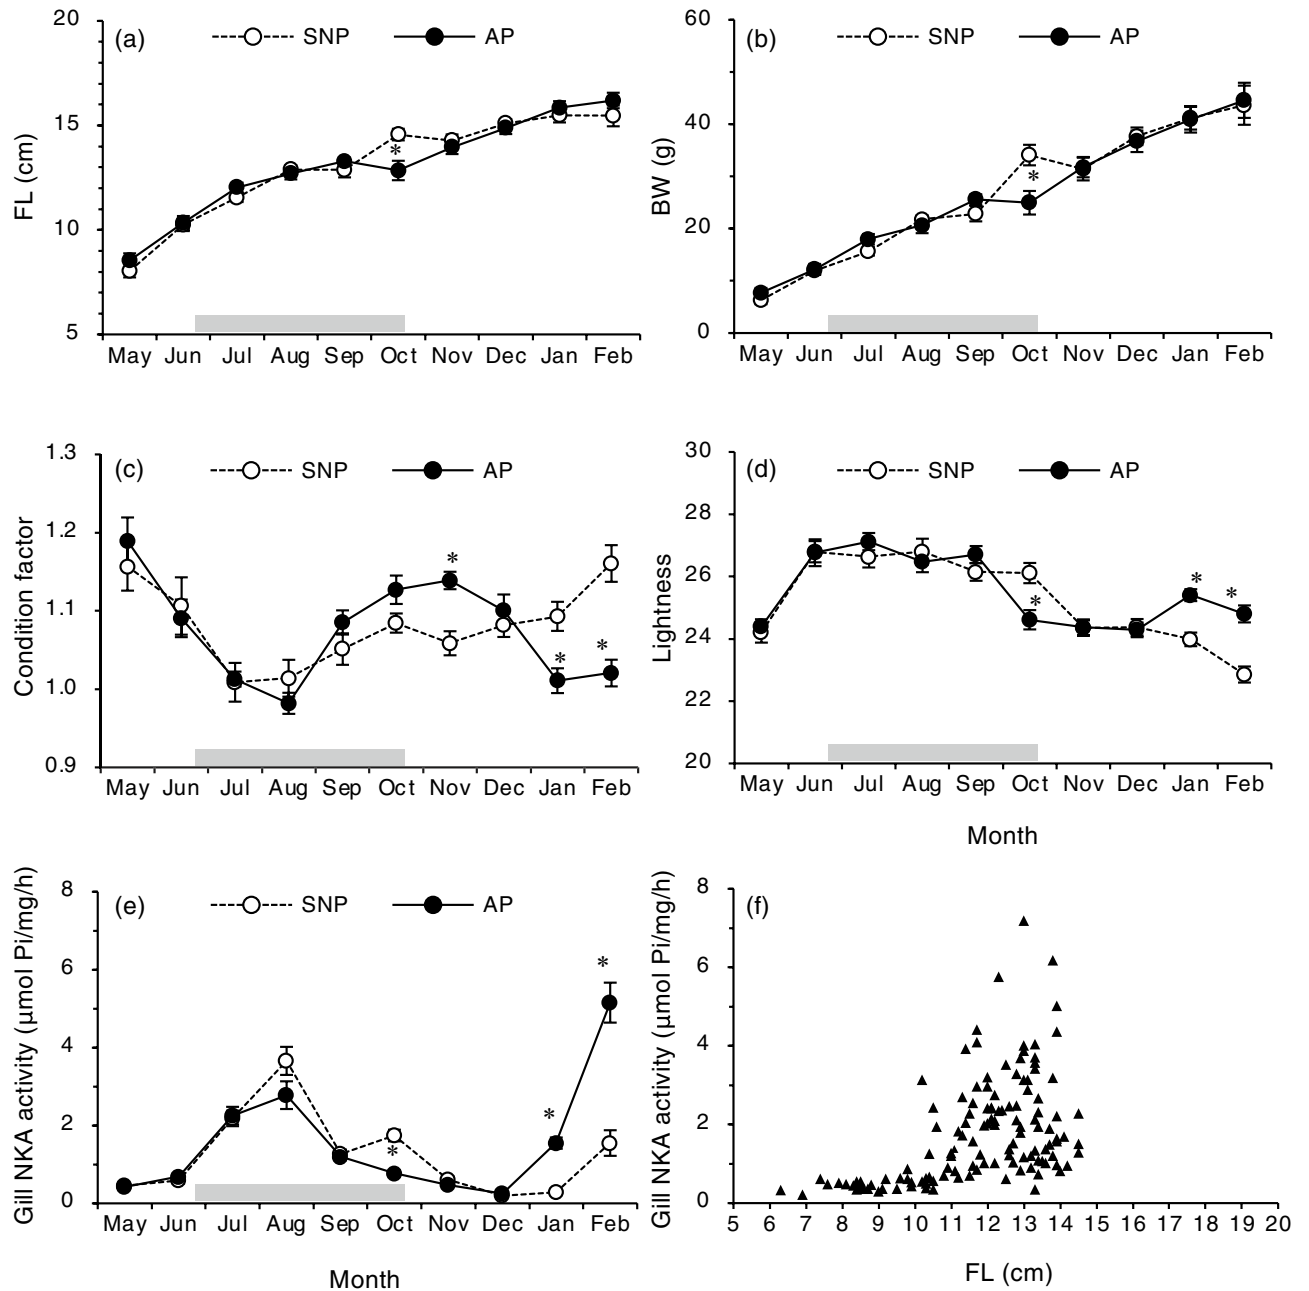 (a) SNP AP
FL (cm)
20
15
10
5
*
May Jun Jul Aug Sep Oct Nov Dec Jan Feb
(b) SNP AP
BW (g)
60
40
20
0
*
May Jun Jul Aug Sep Oct Nov Dec Jan Feb
(c) SNP AP
Condition factor
1.3
1.2
1.1
1.0
0.9
* * *
May Jun Jul Aug Sep Oct Nov Dec Jan Feb
(d) SNP AP
Lightness
30
28
26
24
22
20
* * *
May Jun Jul Aug Sep Oct Nov Dec Jan Feb
Month
(e) SNP AP
Gill NKA activity (µmol Pi/mg/h)
8
6
4
2
0
* * *
May Jun Jul Aug Sep Oct Nov Dec Jan Feb
Month
(f)
Gill NKA activity (µmol Pi/mg/h)
8
6
4
2
0
5 6 7 8 9 10 11 12 13 14 15 16 17 18 19 20
FL (cm)